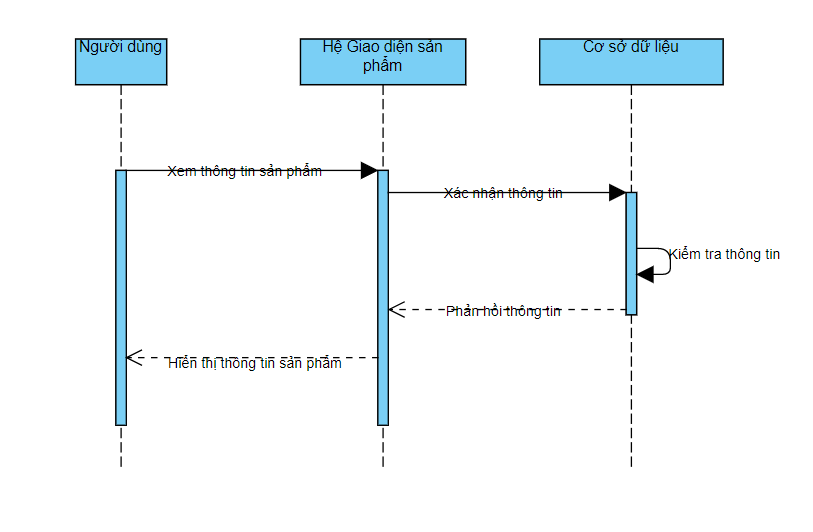 Người dùng
Hệ Giao diện sản
phẩm
Cơ sở dữ liệu
Xem thông tin sản phẩm
Xác nhận thông tin
Kiểm tra thông tin
Phản hồi thông tin
Hiển thị thông tin sản phẩm